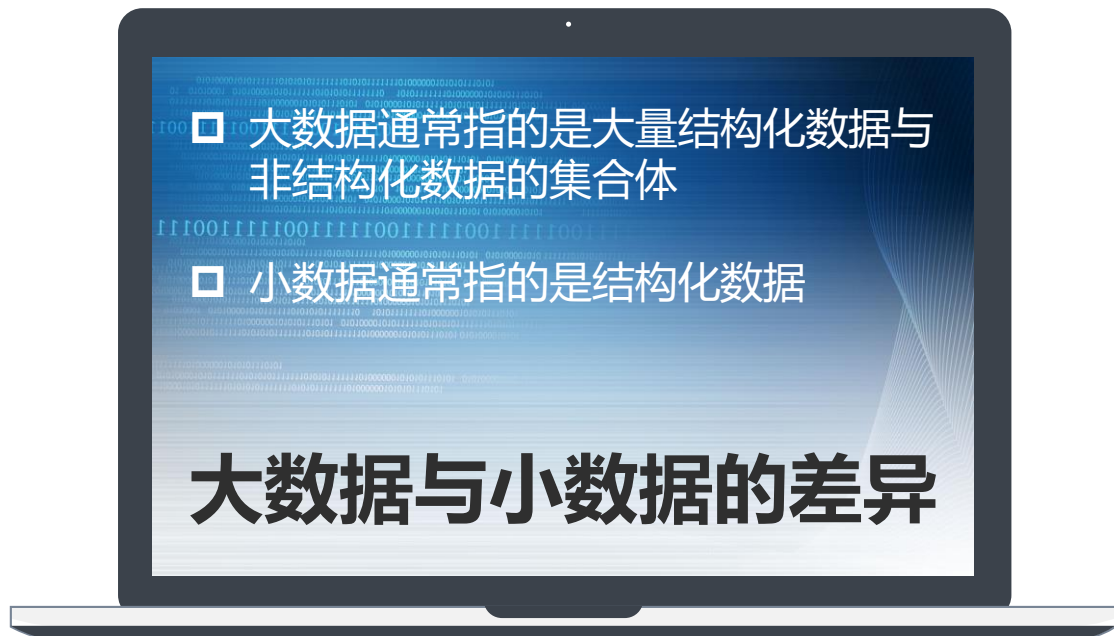 大数据通常指的是大量结构化数据与
非结构化数据的集合体
小数据通常指的是结构化数据
大数据与小数据的差异